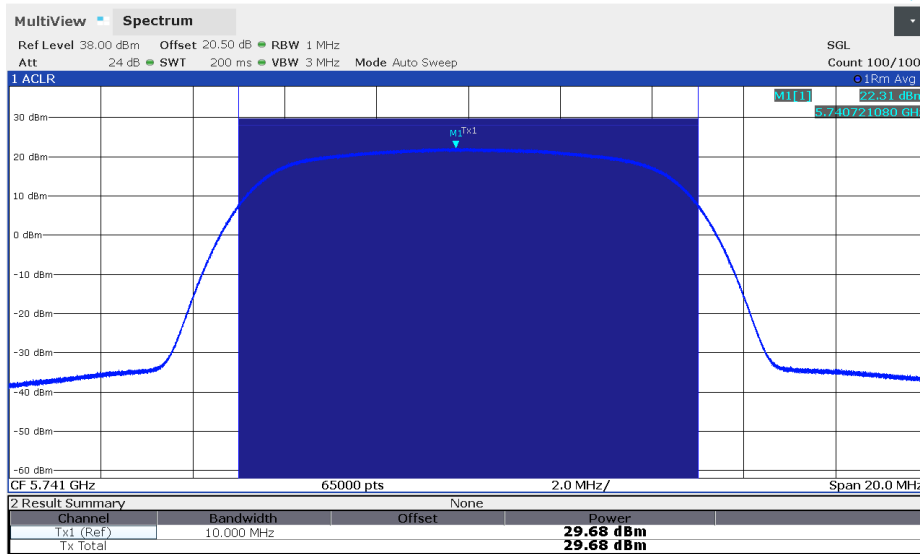 MultiView Spectrum
Ref Level 38.00 dBm Offset 20.50 dB RBW 1 MHz SGL
Att 24 dB SWT 200 ms VBW 3 MHz Mode Auto Sweep Count 100/100
1 ACLR 1Rm Avg
M1[1] 22.31 dBm
5.740721080 GHz
30 dBm
M1 Tx1
20 dBm
10 dBm
0 dBm
-10 dBm
-20 dBm
-30 dBm
-40 dBm
-50 dBm
-60 dBm
CF 5.741 GHz 65000 pts 2.0 MHz/ Span 20.0 MHz
2 Result Summary None
Channel Bandwidth Offset Power
Tx1 (Ref) 10.000 MHz 29.68 dBm
Tx Total 29.68 dBm